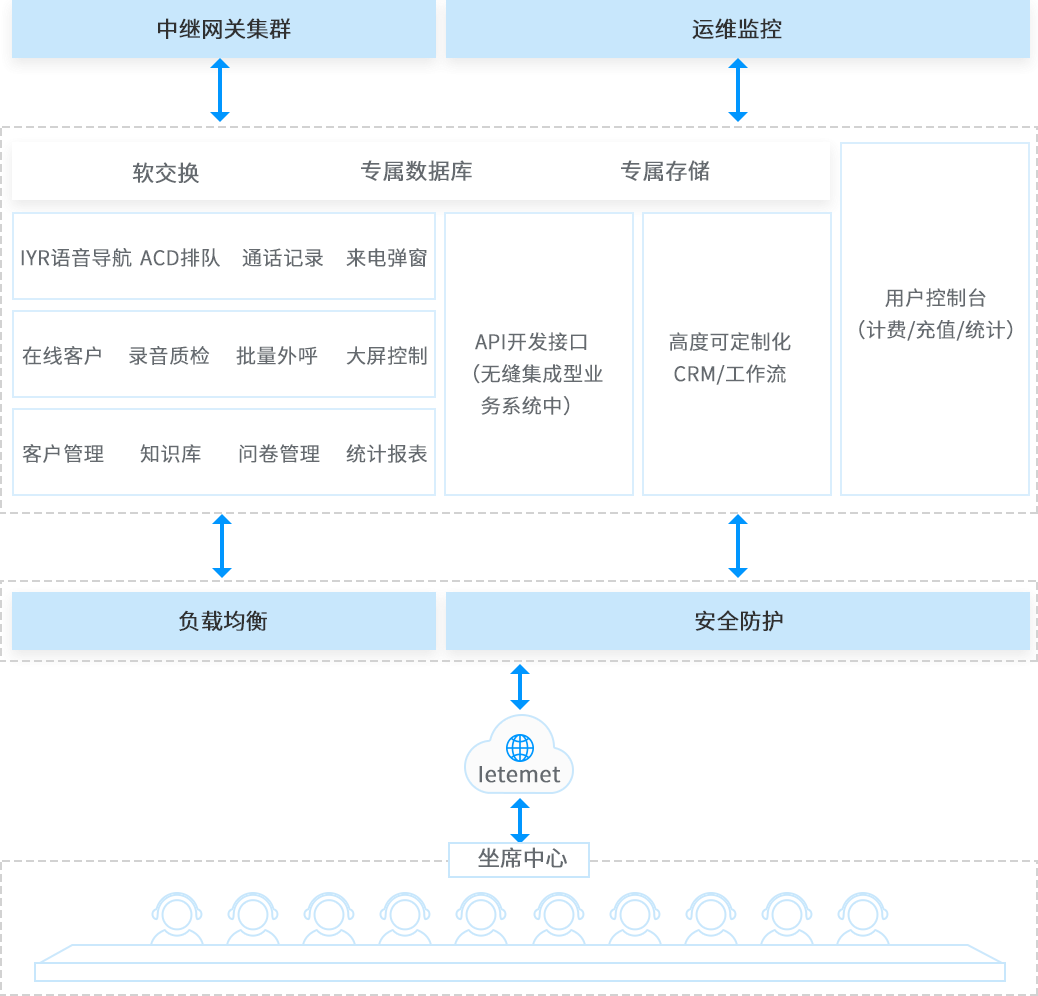 中继网关集群
运维监控
软交换
专属数据库
专属存储
IYR语音导航
ACD排队
通话记录
来电弹窗
在线客户
录音质检
批量外呼
大屏控制
客户管理
知识库
问卷管理
统计报表
API开发接口
（无缝集成型业
务系统中）
高度可定制化
CRM/工作流
用户控制台
（计费/充值/统计）
负载均衡
安全防护
Ietemet
坐席中心